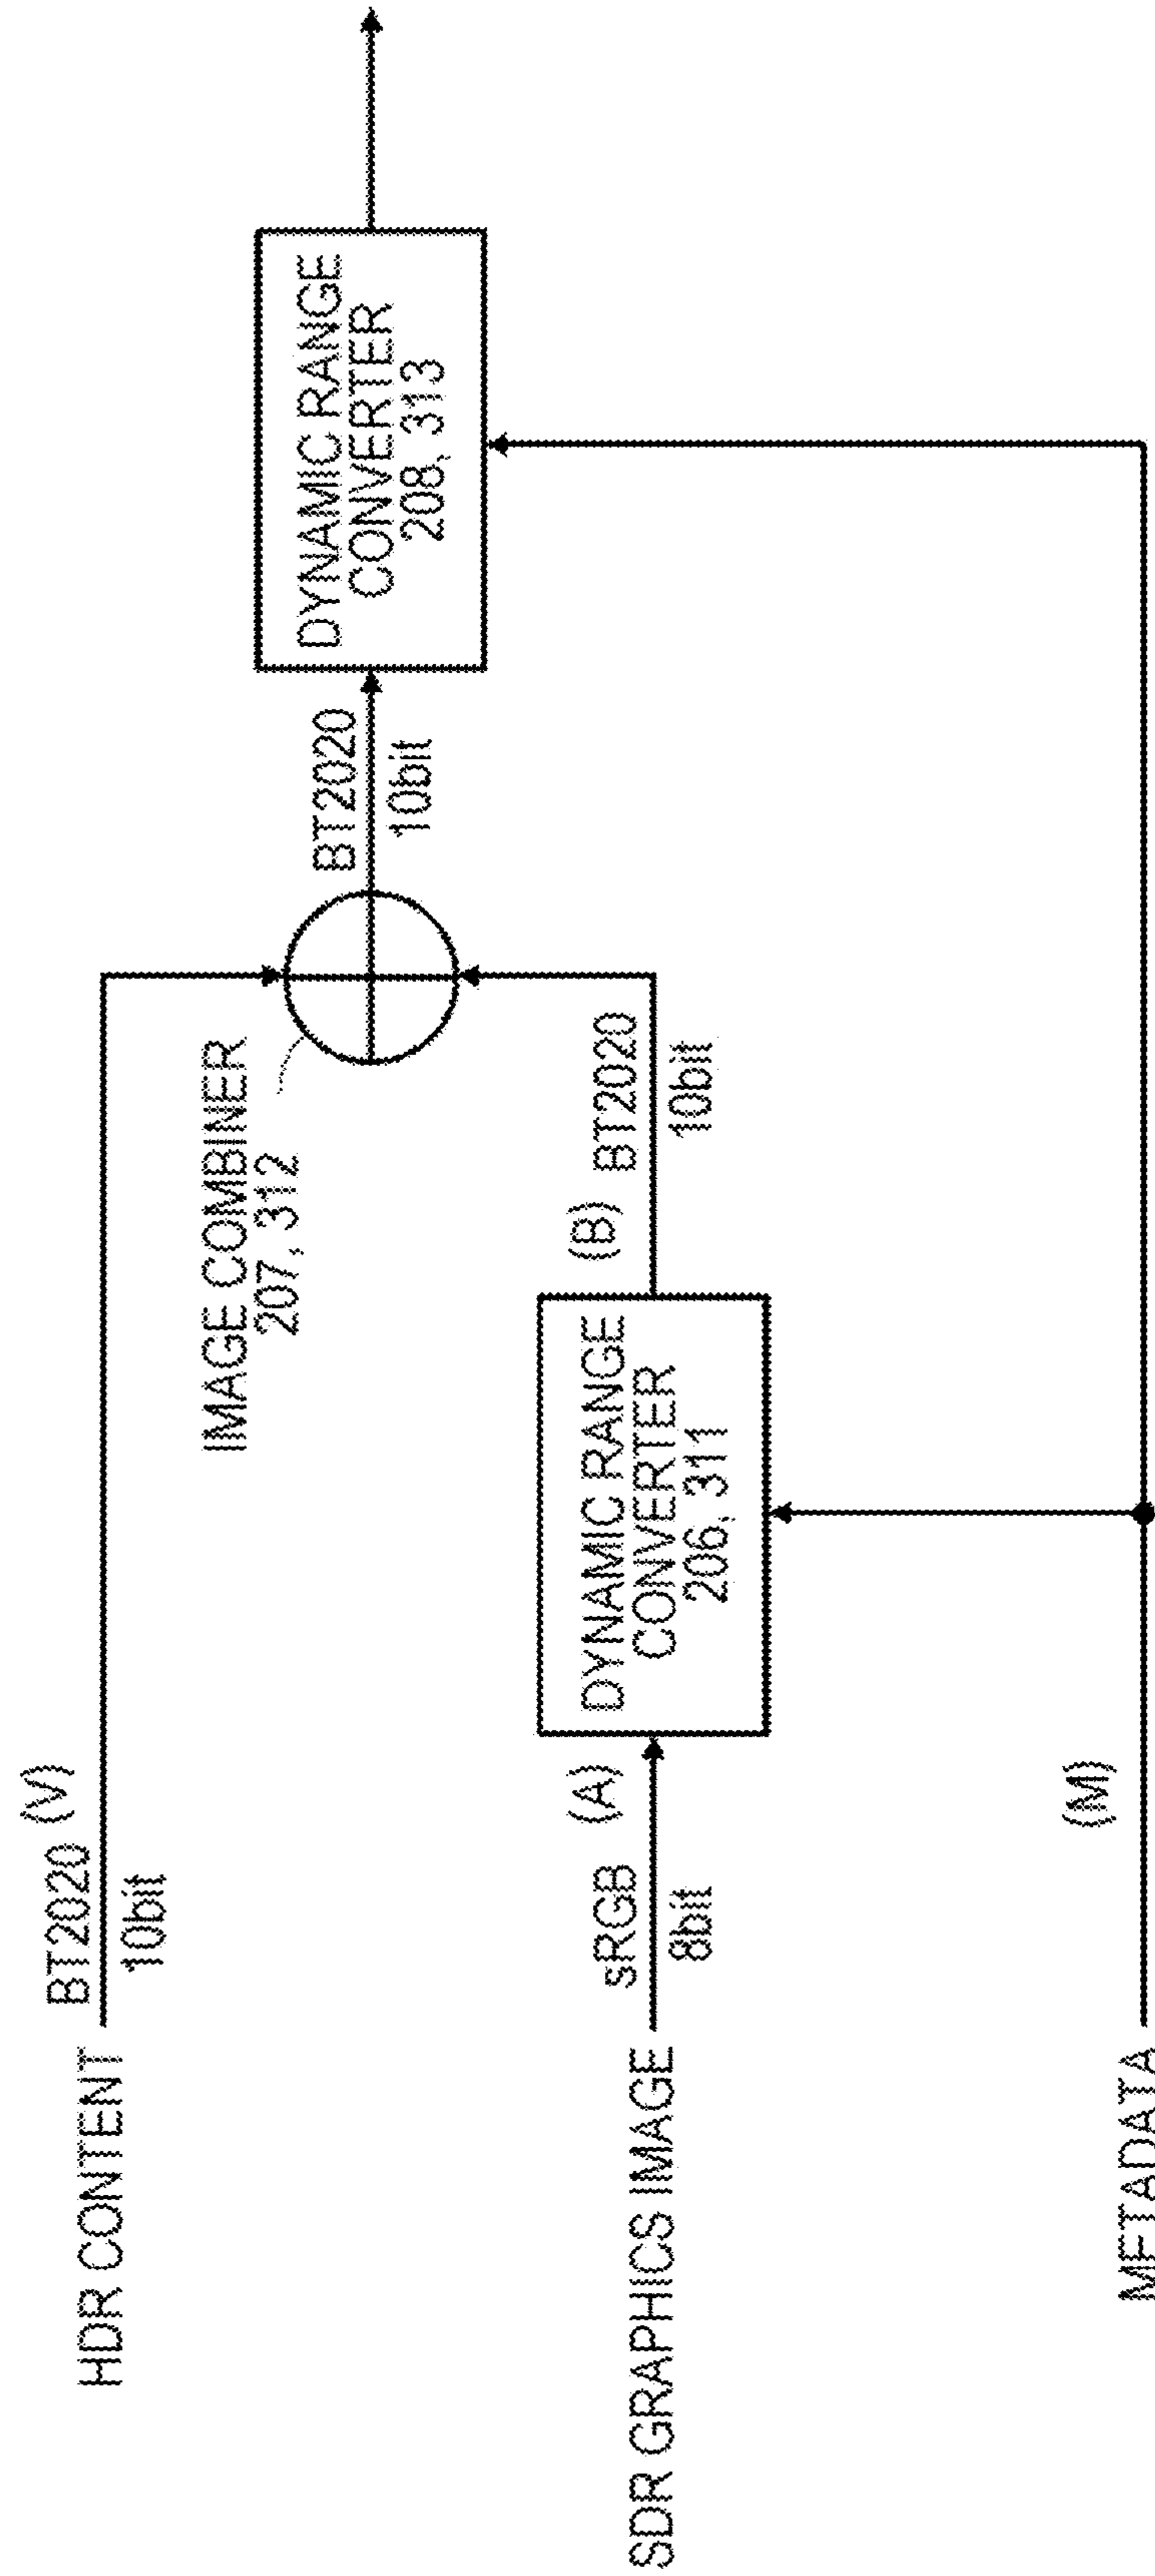 HDR CONTENT
BT2020
(V)
10bit
IMAGE COMBINER
207, 312
BT2020
10bit
DYNAMIC RANGE
CONVERTER
208, 313
SDR GRAPHICS IMAGE
sRGB
(A)
8bit
DYNAMIC RANGE
CONVERTER
206, 311
(B)
BT2020
10bit
METADATA
(M)